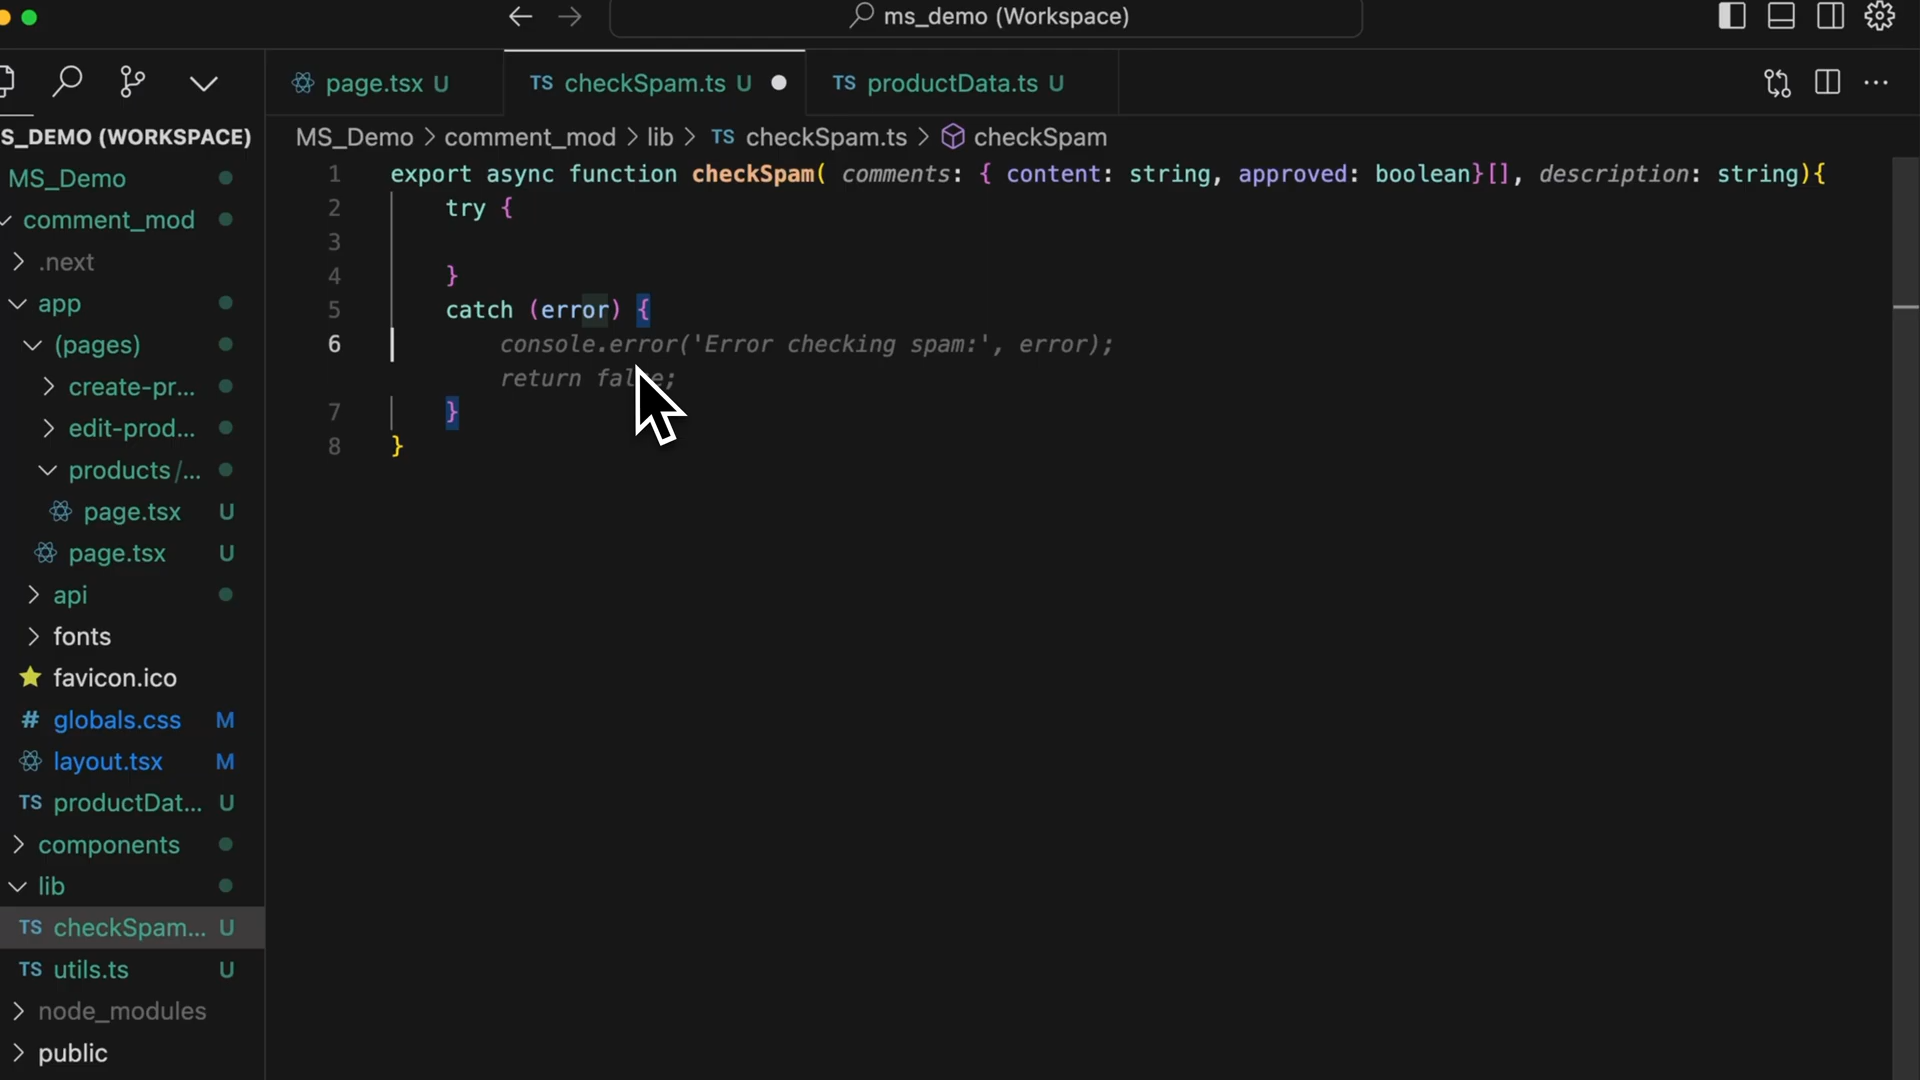 ms_demo (Workspace)
page.tsx U
TS checkSpam.ts U
TS productData.ts U
S_DEMO (WORKSPACE)
MS_Demo > comment_mod > lib > TS checkSpam.ts > checkSpam
MS_Demo
comment_mod
.next
app
(pages)
create-pr...
edit-prod...
products/...
page.tsx U
page.tsx U
api
fonts
favicon.ico
# globals.css M
layout.tsx M
TS productDat... U
components
lib
TS checkSpam... U
TS utils.ts U
node_modules
public
1 export async function checkSpam( comments: { content: string, approved: boolean}[], description: string){
2 try {
3
4 }
5 catch (error) {
6 console.error('Error checking spam:', error);
return false;
7 }
8 }